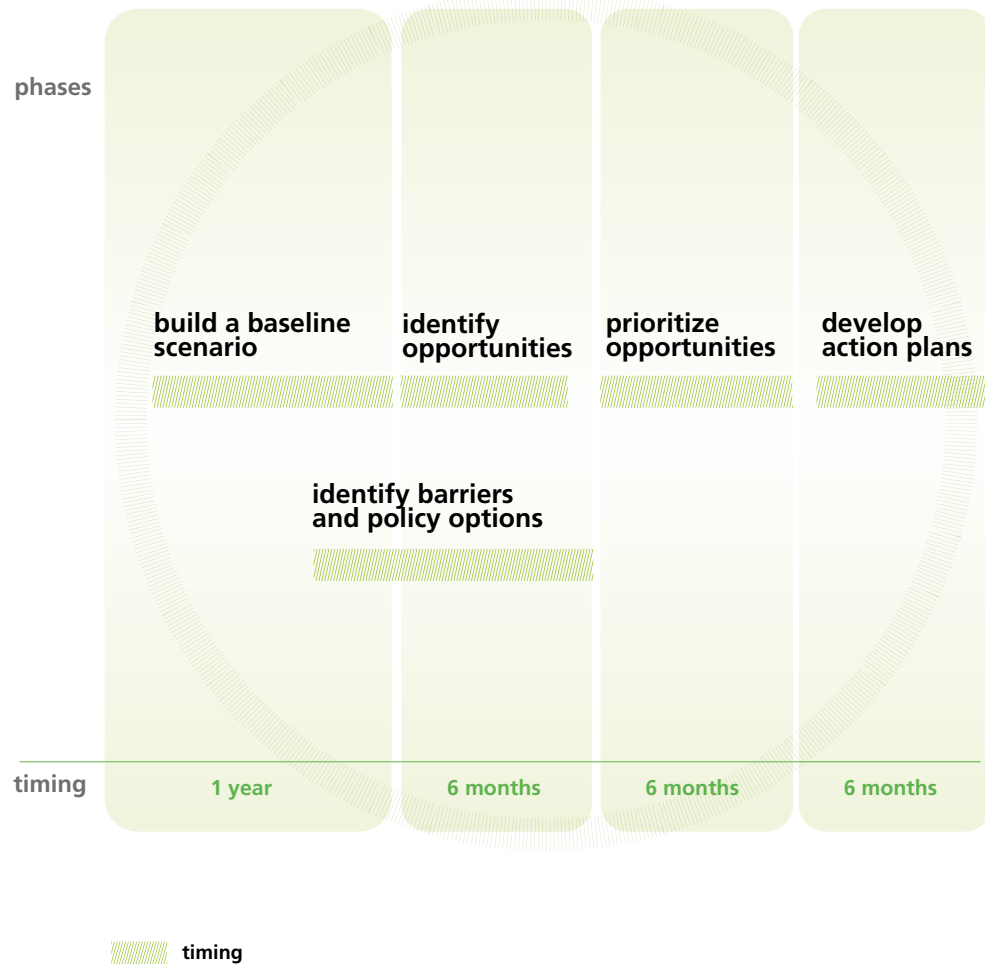 phases
build a baseline
scenario
identify
opportunities
prioritize
opportunities
develop
action plans
identify barriers
and policy options
timing
1 year
6 months
6 months
6 months
timing